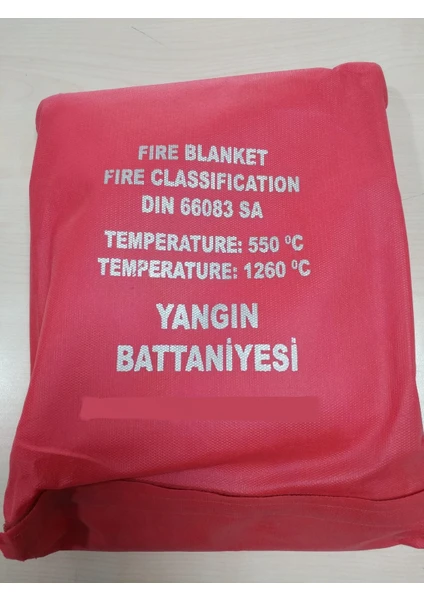 FIRE BLANKET
FIRE CLASSIFICATION
DIN 66083 SA
TEMPERATURE: 550 ºC
TEMPERATURE: 1260 ºC
YANGIN
BATTANİYESİ